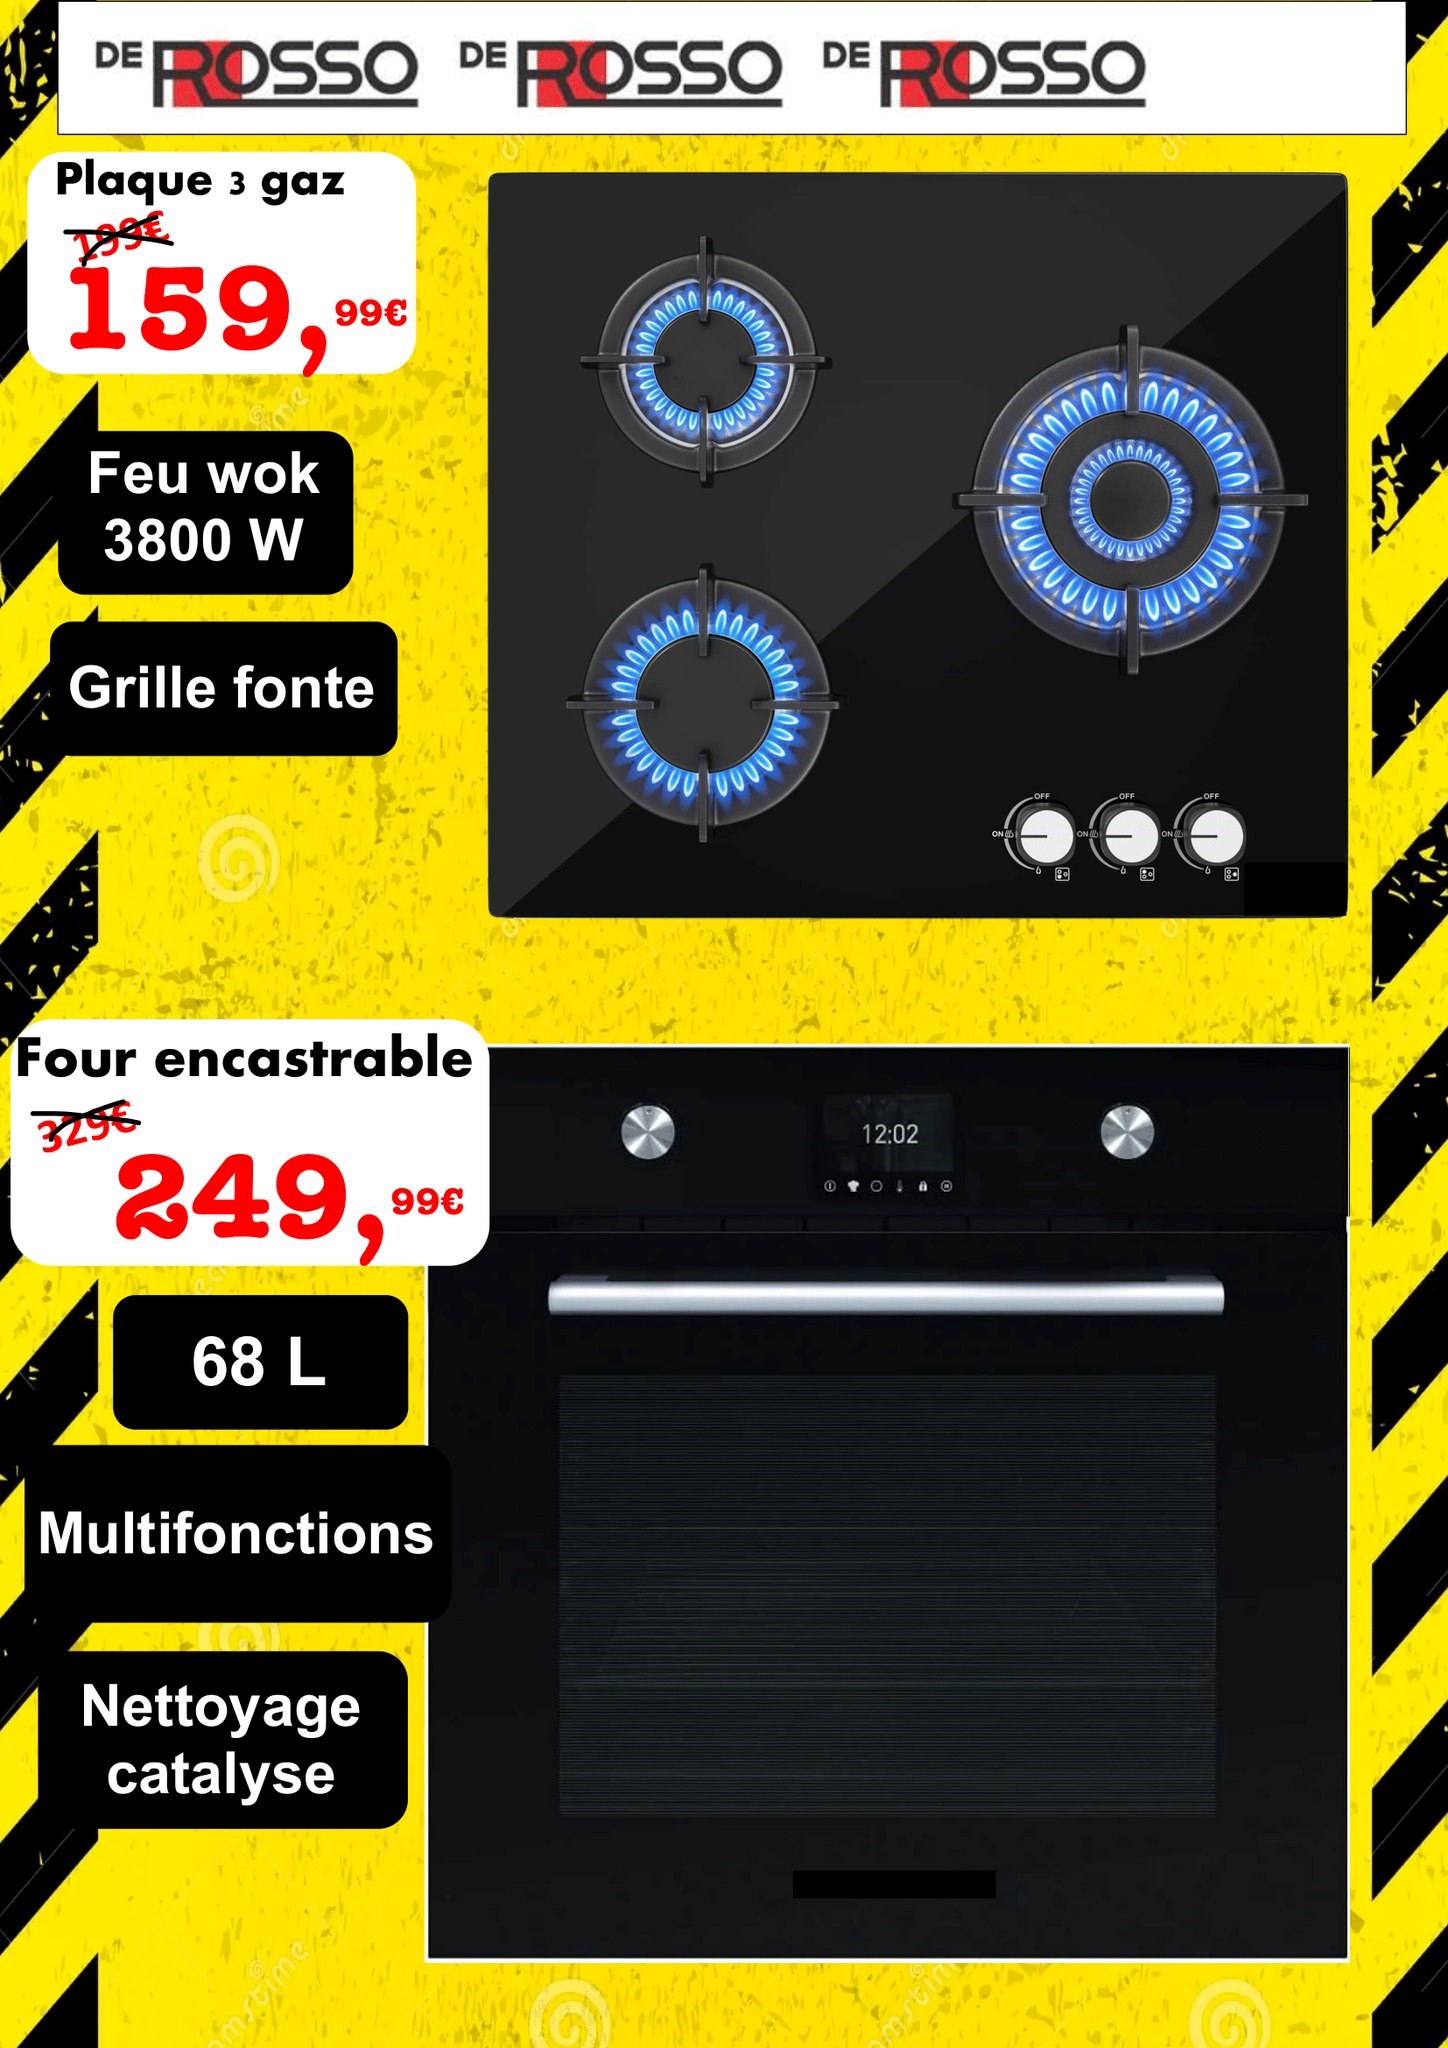 DE ROSSO DE ROSSO DE ROSSO
Plaque 3 gaz
199€
159,99€
Feu wok
3800 W
Grille fonte
OFF OFF OFF
ON ON ON
Four encastrable
329€
249,99€
12:02
68 L
Multifonctions
Nettoyage
catalyse